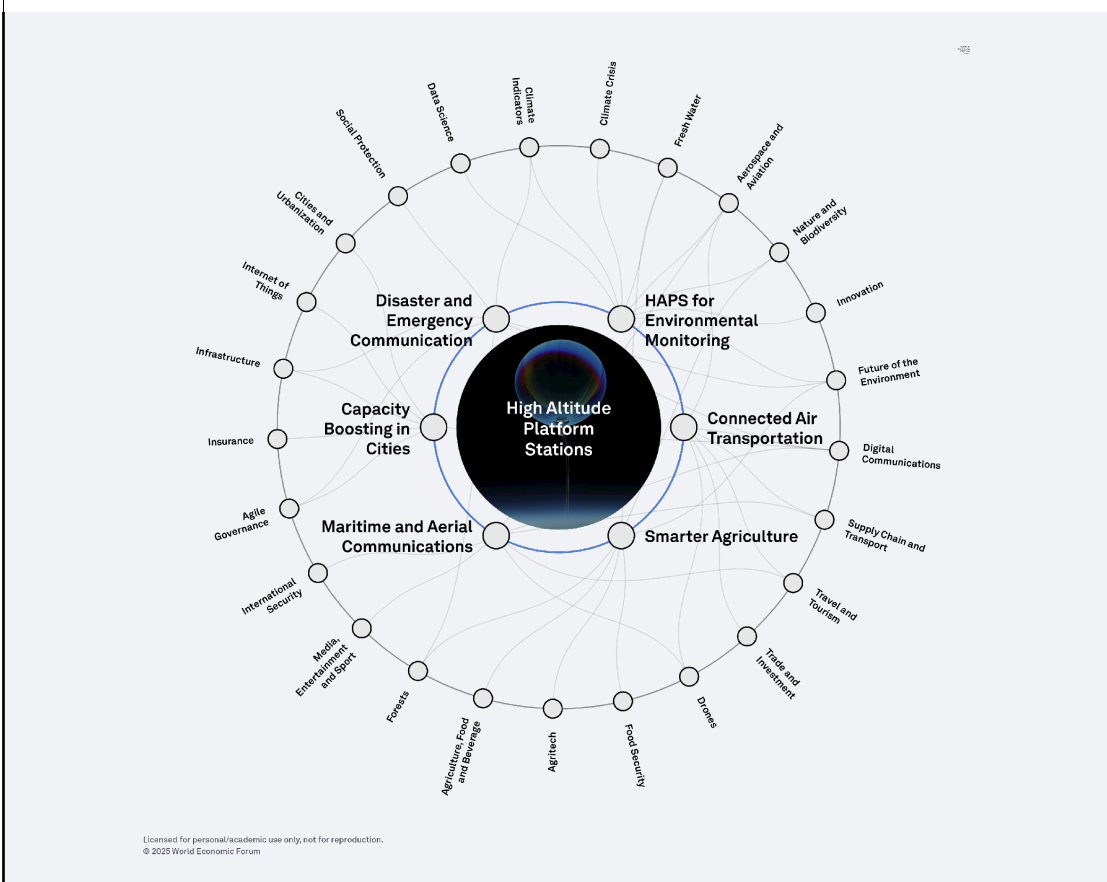 Climate
Indicators
Climate Crisis
Fresh Water
Aerospace and
Aviation
Nature and
Biodiversity
Innovation
Future of the
Environment
Digital
Communications
Supply Chain and
Transport
Travel and
Tourism
Trade and
Investment
Drones
Food Security
Agritech
Agriculture, Food
and Beverage
Forests
Media,
Entertainment
and Sport
International
Security
Agile
Governance
Insurance
Infrastructure
Internet of
Things
Cities and
Urbanization
Social Protection
Data Science
Disaster and
Emergency
Communication
HAPS for
Environmental
Monitoring
Capacity
Boosting in
Cities
High Altitude
Platform
Stations
Connected Air
Transportation
Maritime and Aerial
Communications
Smarter Agriculture
Licensed for personal/academic use only, not for reproduction.
© 2025 World Economic Forum